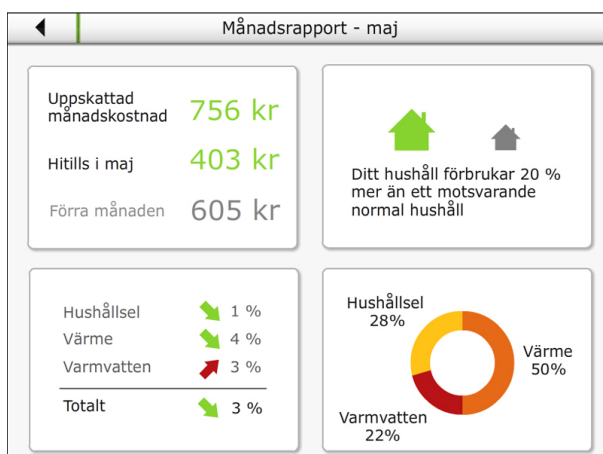 Månadsrapport - maj
Uppskattad
månadskostnad
756 kr
Hitills i maj
403 kr
Förra månaden
605 kr
Ditt hushåll förbrukar 20 %
mer än ett motsvarande
normal hushåll
Hushållsel 1 %
Värme 4 %
Varmvatten 3 %
Totalt 3 %
Hushållsel
28%
Värme
50%
Varmvatten
22%